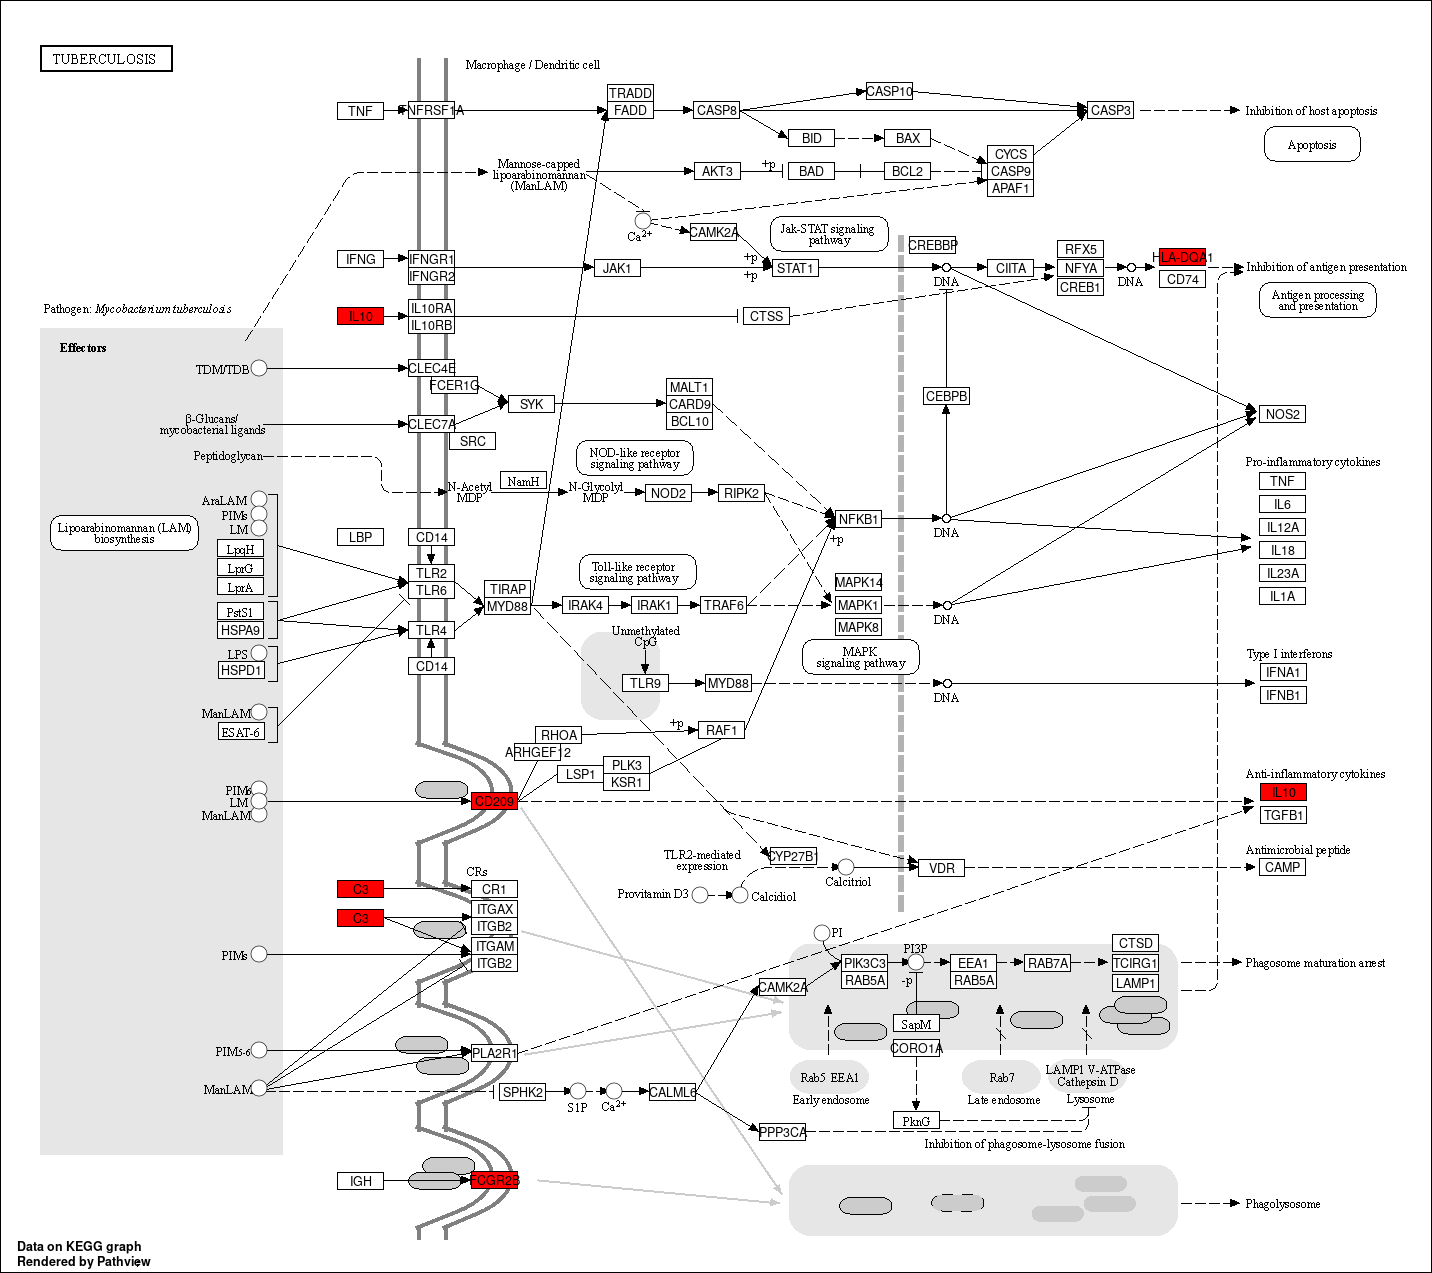 TUBERCULOSIS
Macrophage / Dendritic cell
TRADD
CASP10
TNF
TNFRSF1A
FADD
CASP8
CASP3
Inhibition of host apoptosis
BID
BAX
Apoptosis
CYCS
Mannose-capped
lipoarabinomannan
(ManLAM)
AKT3
+p
BAD
BCL2
CASP9
APAF1
Ca2+
CAMK2A
Jak-STAT signaling
pathway
CREBBP
RFX5
HLA-DQA1
IFNG
IFNGR1
IFNGR2
JAK1
+p
+p
STAT1
DNA
CIITA
NFYA
CREB1
DNA
CD74
Inhibition of antigen presentation
Antigen processing
and presentation
Pathogen: Mycobacterium tuberculosis
IL10
IL10RA
IL10RB
CTSS
Effectors
TDM/TDB
CLEC4E
FCER1G
SYK
MALT1
CARD9
BCL10
CEBPB
NOS2
β-Glucans/
mycobacterial ligands
CLEC7A
SRC
Peptidoglycan
NOD-like receptor
signaling pathway
Pro-inflammatory cytokines
TNF
IL6
IL12A
IL18
IL23A
IL1A
N-Acetyl
MDP
NamH
N-Glycolyl
MDP
NOD2
RIPK2
NFKB1
+p
DNA
AraLAM
PIMs
LM
Lipoarabinomannan (LAM)
biosynthesis
LpqH
LprG
LprA
LBP
CD14
TLR2
TLR6
TIRAP
MYD88
Toll-like receptor
signaling pathway
IRAK4
IRAK1
TRAF6
MAPK14
MAPK1
MAPK8
DNA
PstS1
HSPA9
TLR4
Unmethylated
CpG
MAPK
signaling pathway
LPS
HSPD1
CD14
TLR9
MYD88
DNA
Type I interferons
IFNA1
IFNB1
ManLAM
ESAT-6
RHOA
+p
RAF1
ARHGEF12
LSP1
PLK3
KSR1
Anti-inflammatory cytokines
IL10
TGFB1
PIMs
LM
ManLAM
CD209
TLR2-mediated
expression
CYP27B1
VDR
Antimicrobial peptide
CAMP
Calcitriol
Provitamin D3
Calcidiol
CRs
C3
CR1
C3
ITGAX
ITGB2
PIMs
ITGAM
ITGB2
PI
PI3P
PIK3C3
RAB5A
EEA1
RAB5A
RAB7A
CTSD
TCIRG1
LAMP1
Phagosome maturation arrest
CAMK2A
-p
SapM
CORO1A
PIM5-6
PLA2R1
Rab5 EEA1
Early endosome
Rab7
Late endosome
LAMP1 V-ATPase
Cathepsin D
Lysosome
ManLAM
SPHK2
S1P
Ca2+
CALML6
PknG
PPP3CA
Inhibition of phagosome-lysosome fusion
IGH
FCGR2B
Phagolysosome
Data on KEGG graph
Rendered by Pathview